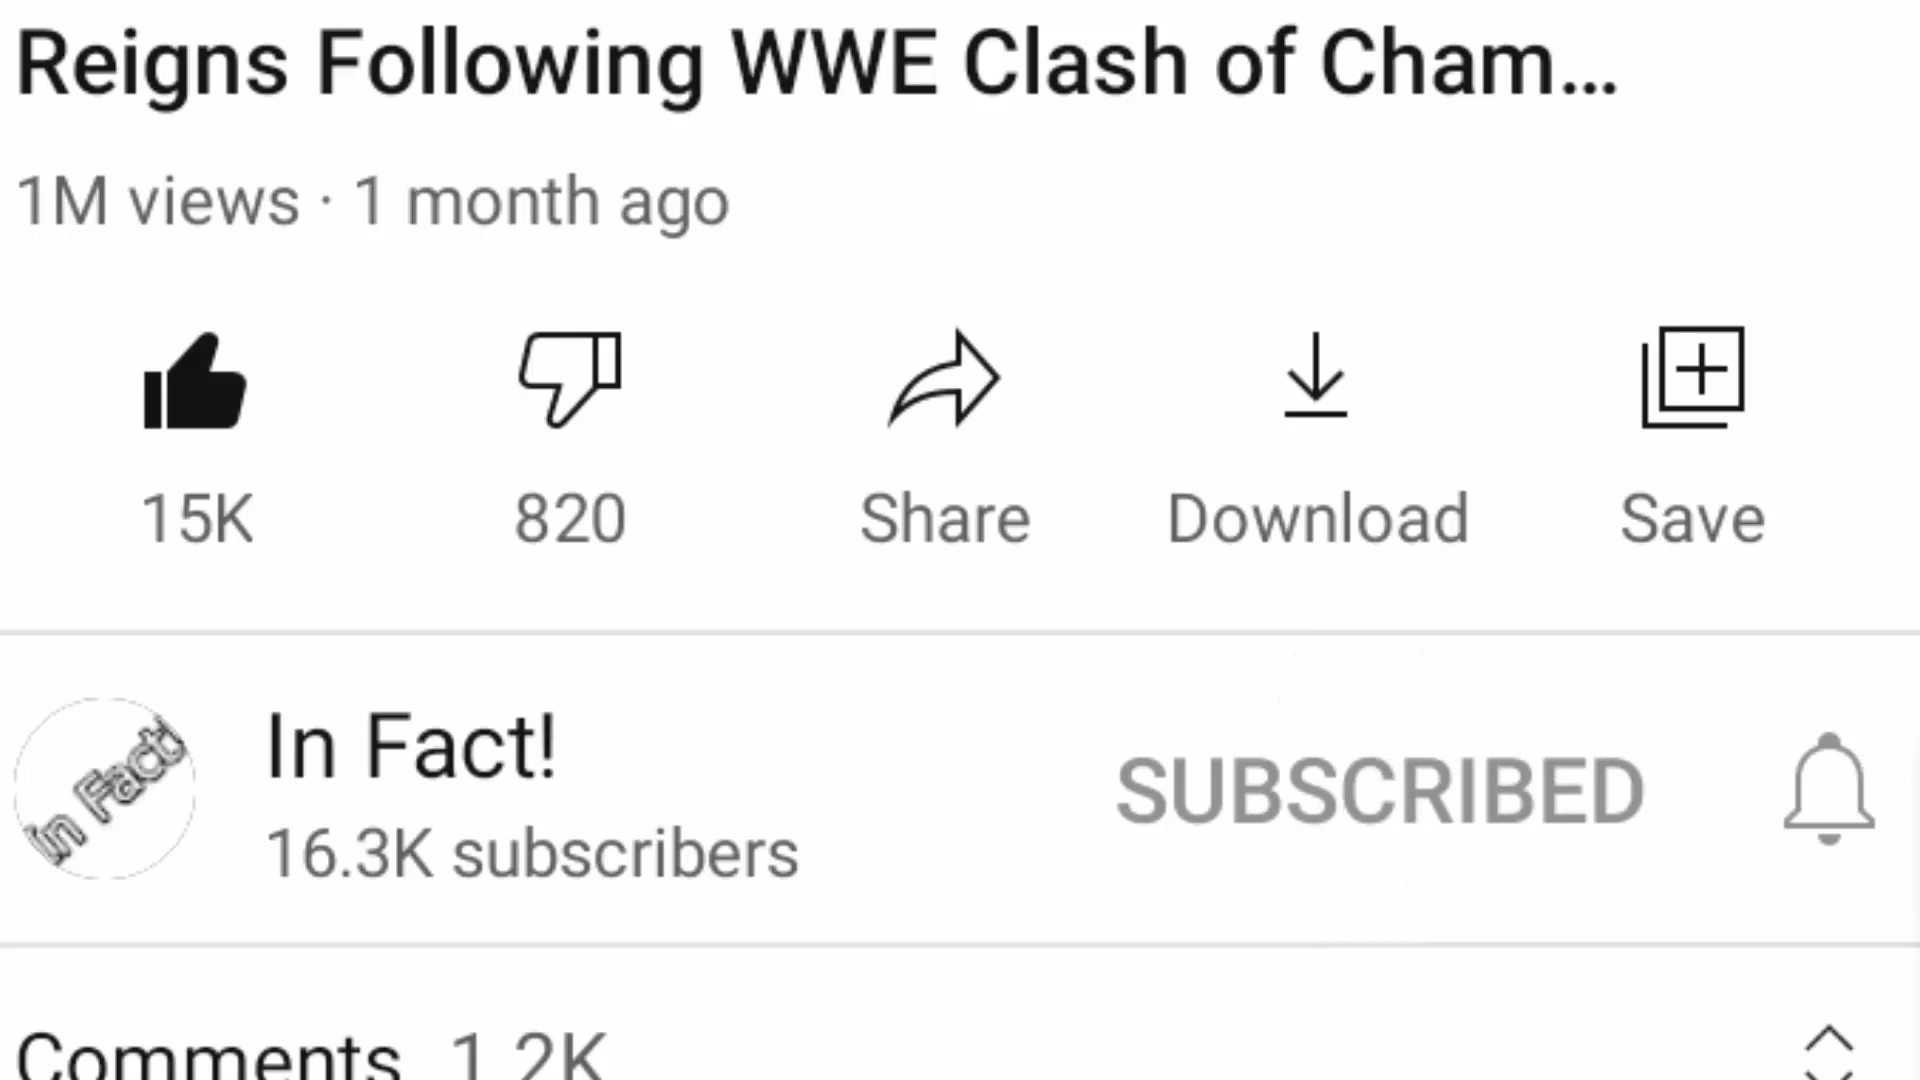 Reigns Following WWE Clash of Cham...
1M views · 1 month ago
15K
820
Share
Download
Save
In Fact!
In Fact!
16.3K subscribers
SUBSCRIBED
Comments 1.2K